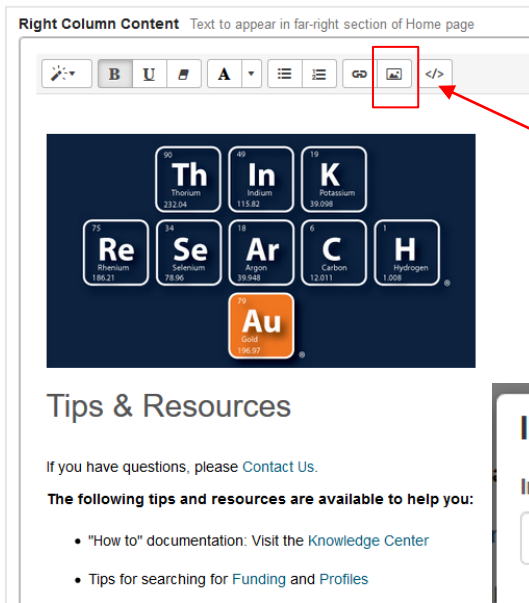 Right Column Content Text to appear in far-right section of Home page
B U A </>
90 49 19
Th In K
Thorium Indium Potassium
232.04 115.82 39.098
75 34 18 6 1
Re Se Ar C H
Rhenium Selenium Argon Carbon Hydrogen
186.21 78.96 39.948 12.011 1.008 ®
79
Au
Gold
196.97 ®
Tips & Resources
If you have questions, please Contact Us.
The following tips and resources are available to help you:
• "How to" documentation: Visit the Knowledge Center
• Tips for searching for Funding and Profiles